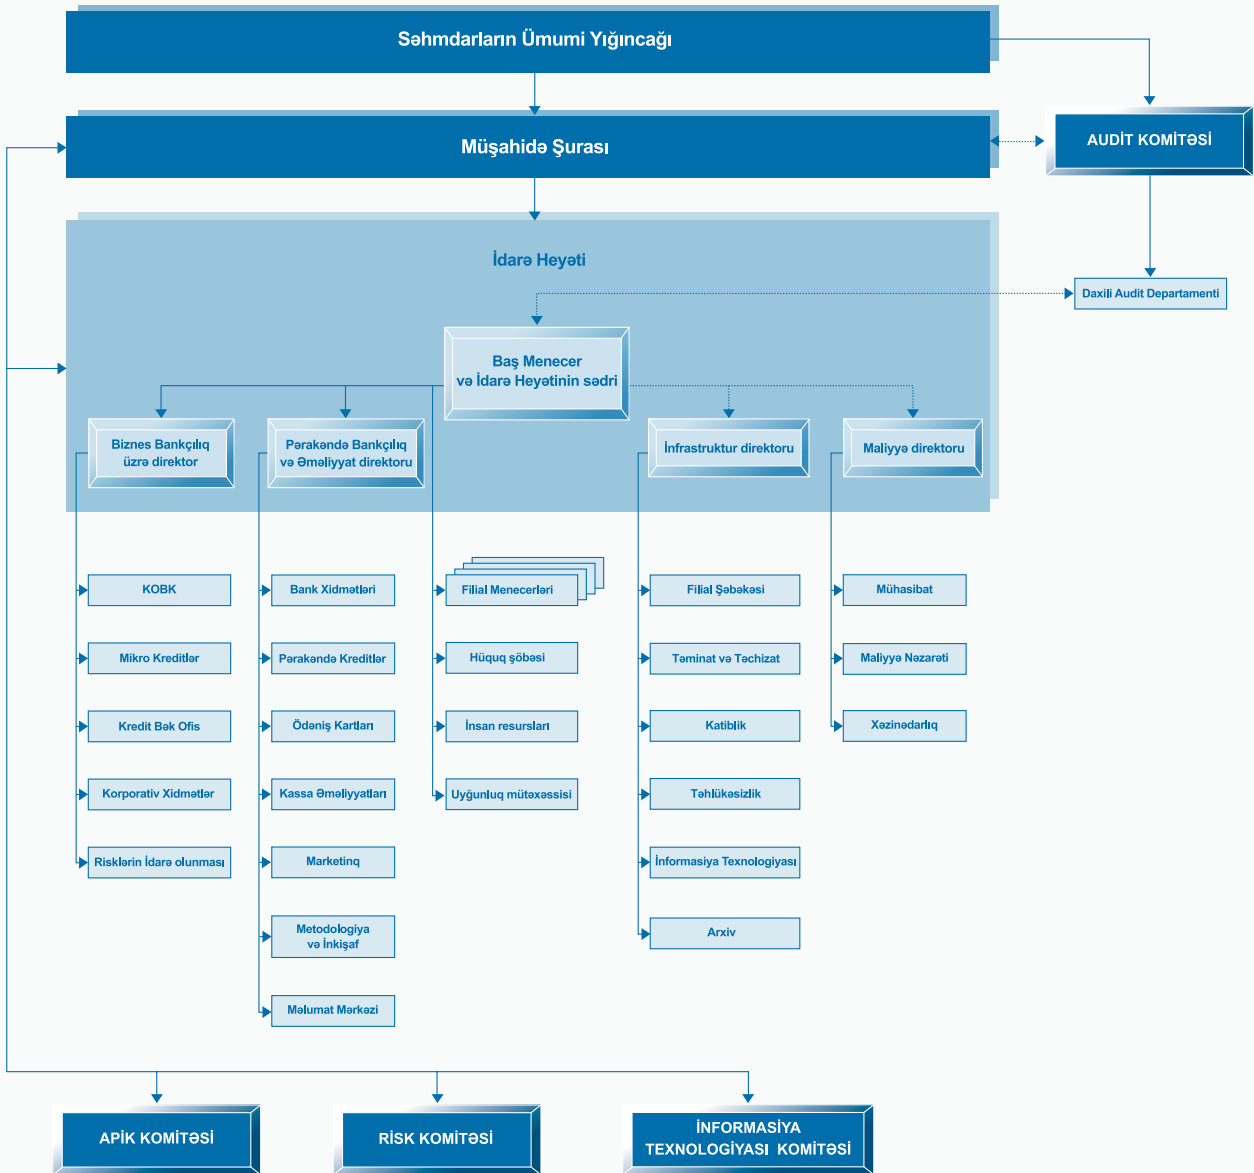 Səhmdarların Ümumi Yığıncağı
Müşahidə Şurası
AUDİT KOMİTƏSİ
İdarə Heyəti
Daxili Audit Departamenti
Baş Menecer
və İdarə Heyətinin sədri
Biznes Bankçılıq
üzrə direktor
Pərakəndə Bankçılıq
və Əməliyyat direktoru
İnfrastruktur direktoru
Maliyyə direktoru
KOBK
Mikro Kreditlər
Kredit Bək Ofis
Korporativ Xidmətlər
Risklərin İdarə olunması
Bank Xidmətləri
Pərakəndə Kreditlər
Ödəniş Kartları
Kassa Əməliyyatları
Marketinq
Metodologiya
və İnkişaf
Məlumat Mərkəzi
Filial Menecerləri
Hüquq şöbəsi
İnsan resursları
Uyğunluq mütəxəssisi
Filial Şəbəkəsi
Təminat və Təchizat
Katiblik
Təhlükəsizlik
İnformasiya Texnologiyası
Arxiv
Mühasibat
Maliyyə Nəzarəti
Xəzinədarlıq
APİK KOMİTƏSİ
RİSK KOMİTƏSİ
İNFORMASİYA
TEXNOLOGİYASI KOMİTƏSİ